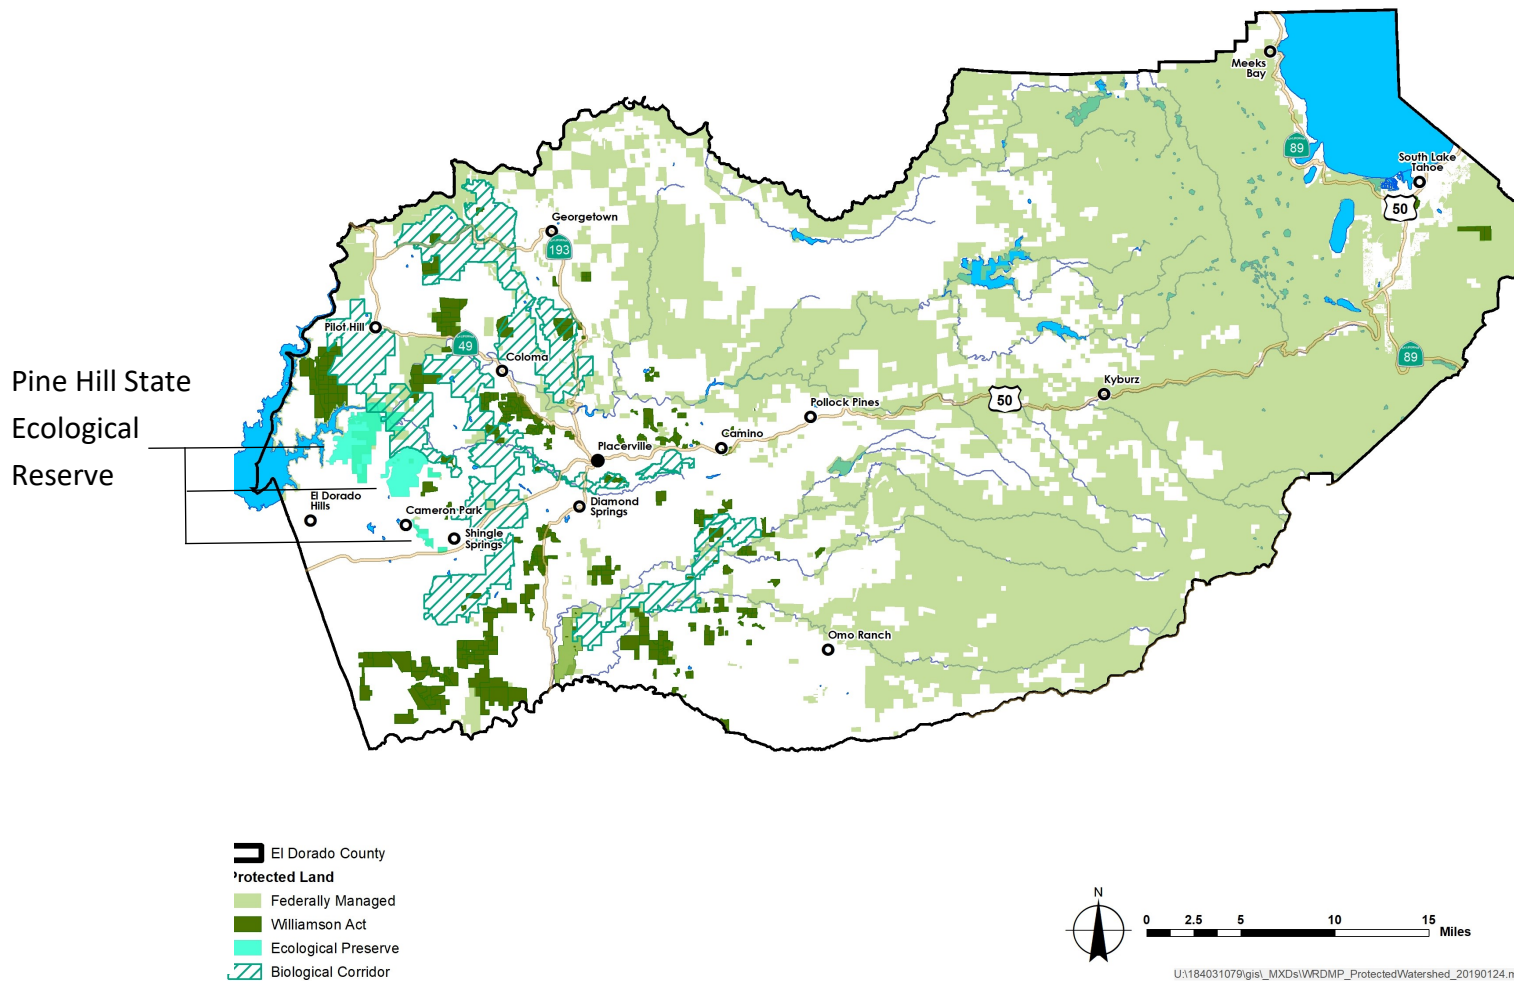 Meeks
Bay
89
South Lake
Tahoe
50
Georgetown
193
Pilot Hill
49
Coloma
89
Pine Hill State
Ecological
Reserve
Kyburz
50
Pollock Pines
Camino
Placerville
El Dorado
Hills
Cameron Park
Diamond
Springs
Shingle
Springs
Omo Ranch
El Dorado County
Protected Land
Federally Managed
Williamson Act
Ecological Preserve
Biological Corridor
N
0 2.5 5 10 15
Miles
U:\184031079\gis\_MXDs\WRDMP_ProtectedWatershed_20190124.m